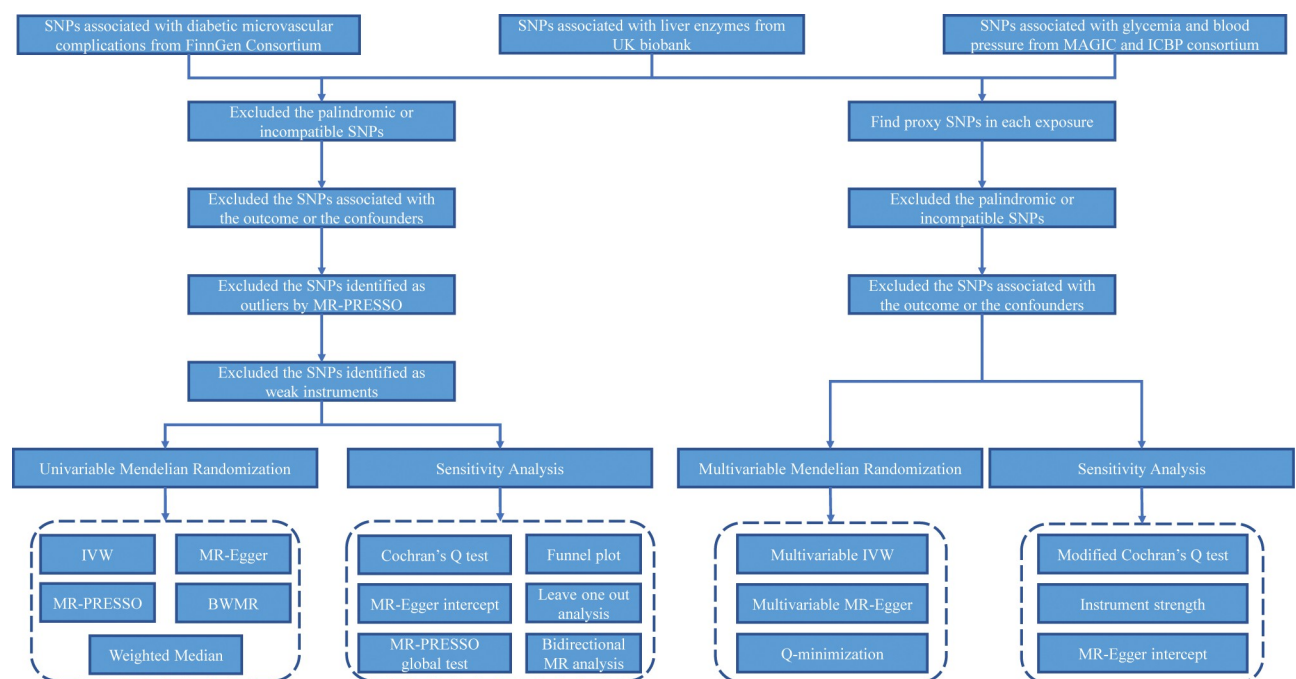 SNPs associated with diabetic microvascular
complications from FinnGen Consortium
SNPs associated with liver enzymes from
UK biobank
SNPs associated with glycemia and blood
pressure from MAGIC and ICBP consortium
Excluded the palindromic or
incompatible SNPs
Find proxy SNPs in each exposure
Excluded the SNPs associated with
the outcome or the confounders
Excluded the palindromic or
incompatible SNPs
Excluded the SNPs identified as
outliers by MR-PRESSO
Excluded the SNPs associated with
the outcome or the confounders
Excluded the SNPs identified as
weak instruments
Univariable Mendelian Randomization
Sensitivity Analysis
Multivariable Mendelian Randomization
Sensitivity Analysis
IVW
MR-Egger
MR-PRESSO
BWMR
Weighted Median
Cochran's Q test
Funnel plot
MR-Egger intercept
Leave one out
analysis
MR-PRESSO
global test
Bidirectional
MR analysis
Multivariable IVW
Multivariable MR-Egger
Q-minimization
Modified Cochran's Q test
Instrument strength
MR-Egger intercept